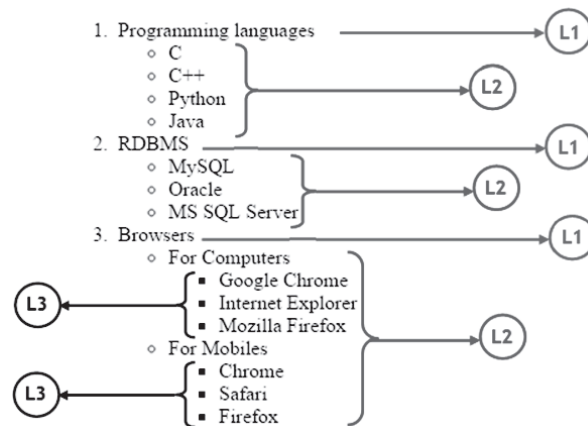 1. Programming languages L1
○ C
○ C++ L2
○ Python
○ Java
2. RDBMS L1
○ MySQL
○ Oracle L2
○ MS SQL Server
3. Browsers L1
○ For Computers
▪ Google Chrome
L3 ▪ Internet Explorer
▪ Mozilla Firefox L2
○ For Mobiles
▪ Chrome
L3 ▪ Safari
▪ Firefox